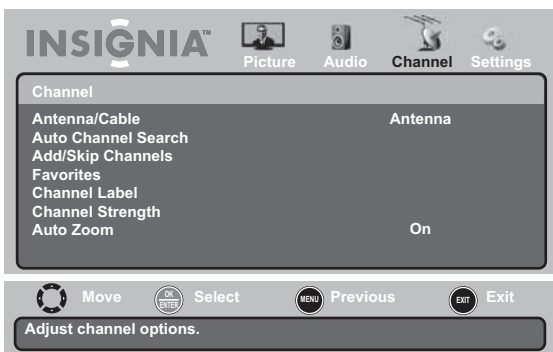 INSIGNIA™
Picture Audio Channel Settings
Channel
Antenna/Cable Antenna
Auto Channel Search
Add/Skip Channels
Favorites
Channel Label
Channel Strength
Auto Zoom On
Move OK ENTER Select MENU Previous EXIT Exit
Adjust channel options.